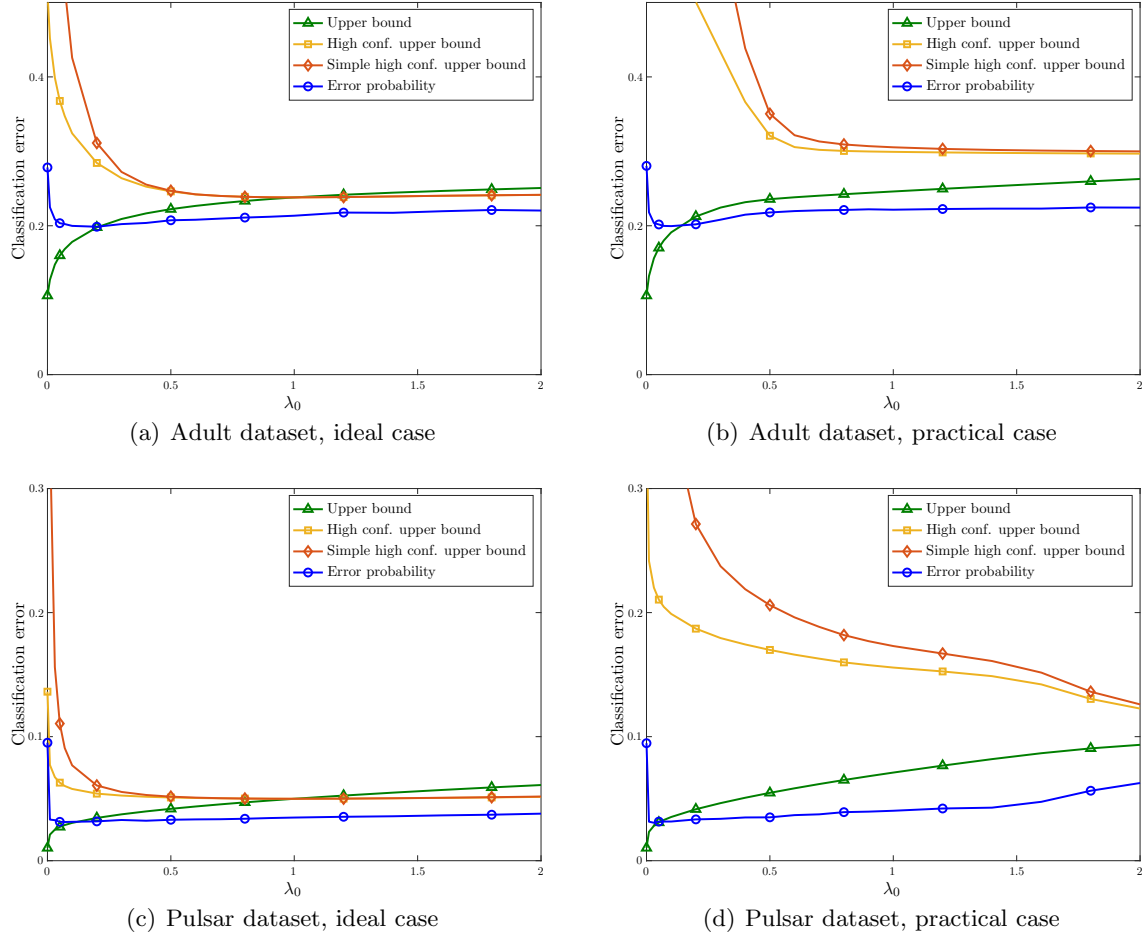 Upper bound
High conf. upper bound
Simple high conf. upper bound
Error probability
Classification error
0.4
0.2
0
0
0.5
1
1.5
2
λ0
(a) Adult dataset, ideal case
Upper bound
High conf. upper bound
Simple high conf. upper bound
Error probability
Classification error
0.4
0.2
0
0
0.5
1
1.5
2
λ0
(b) Adult dataset, practical case
0.3
Upper bound
High conf. upper bound
Simple high conf. upper bound
Error probability
Classification error
0.2
0.1
0
0
0.5
1
1.5
2
λ0
(c) Pulsar dataset, ideal case
0.3
Upper bound
High conf. upper bound
Simple high conf. upper bound
Error probability
Classification error
0.2
0.1
0
0
0.5
1
1.5
2
λ0
(d) Pulsar dataset, practical case